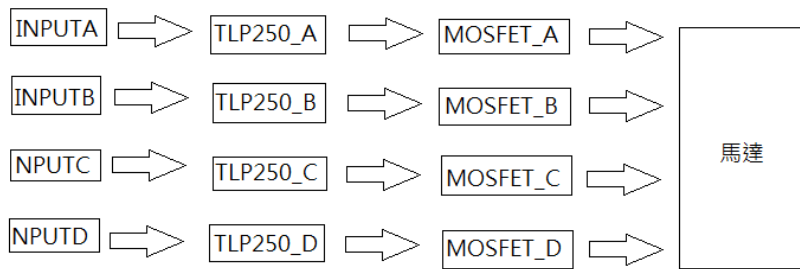 INPUTA TLP250_A MOSFET_A
INPUTB TLP250_B MOSFET_B
馬達
NPUTC TLP250_C MOSFET_C
NPUTD TLP250_D MOSFET_D